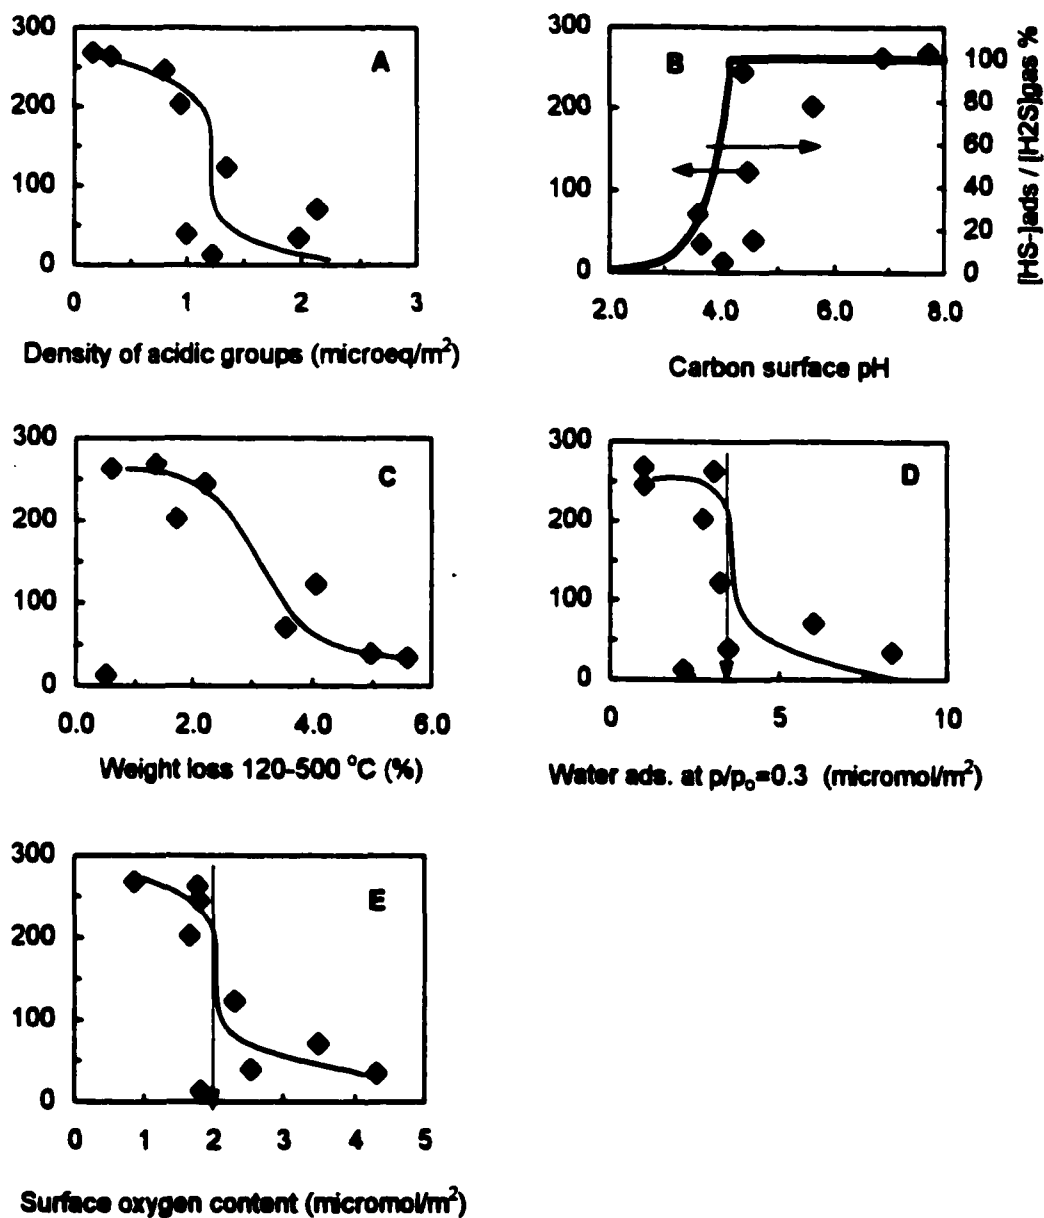 300
200
100
0
A
0 1 2 3
Density of acidic groups (microeq/m²)
300
200
100
0
B
100
80
60
40
20
0
[HS-]ads / [H2S]gas %
2.0 4.0 6.0 8.0
Carbon surface pH
300
200
100
0
C
0.0 2.0 4.0 6.0
Weight loss 120-500 °C (%)
300
200
100
0
D
0 5 10
Water ads. at p/pₒ=0.3 (micromol/m²)
300
200
100
0
E
0 1 2 3 4 5
Surface oxygen content (micromol/m²)